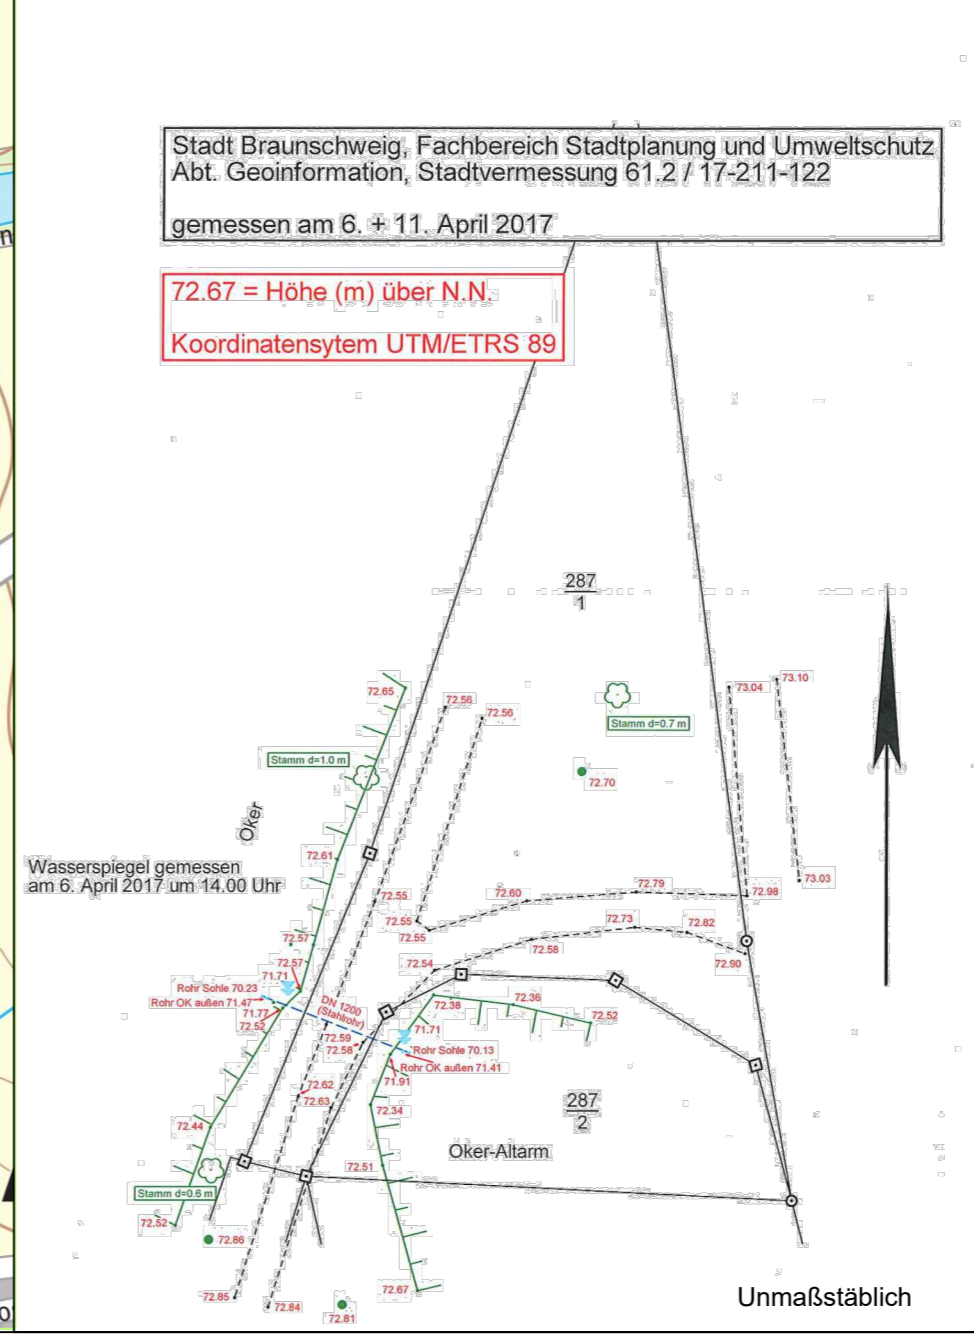 Stadt Braunschweig, Fachbereich Stadtplanung und Umweltschutz
Abt. Geoinformation, Stadtvermessung 61.2 / 17-211-122
gemessen am 6. + 11. April 2017
72.67 = Höhe (m) über N.N.
Koordinatensytem UTM/ETRS 89
287
1
73.10
73.04
72.65
72.56
72.56
Stamm d=0.7 m
Stamm d=1.0 m
72.70
Oker
72.61
Wasserspiegel gemessen
am 6. April 2017 um 14.00 Uhr
73.03
72.79
72.98
72.60
72.55
72.55
72.55
72.73
72.82
72.57
72.58
72.90
72.57
72.54
71.71
Rohr Sohle 70.23
Rohr OK außen 71.47
71.77
72.52
DN 1200
(Stahlrohr)
72.38
72.36
72.52
71.71
72.59
72.58
Rohr Sohle 70.13
Rohr OK außen 71.41
71.91
72.62
72.63
72.34
72.44
287
2
Oker-Altarm
72.51
Stamm d=0.6 m
72.52
72.86
72.67
72.85
72.84
72.81
Unmaßstäblich